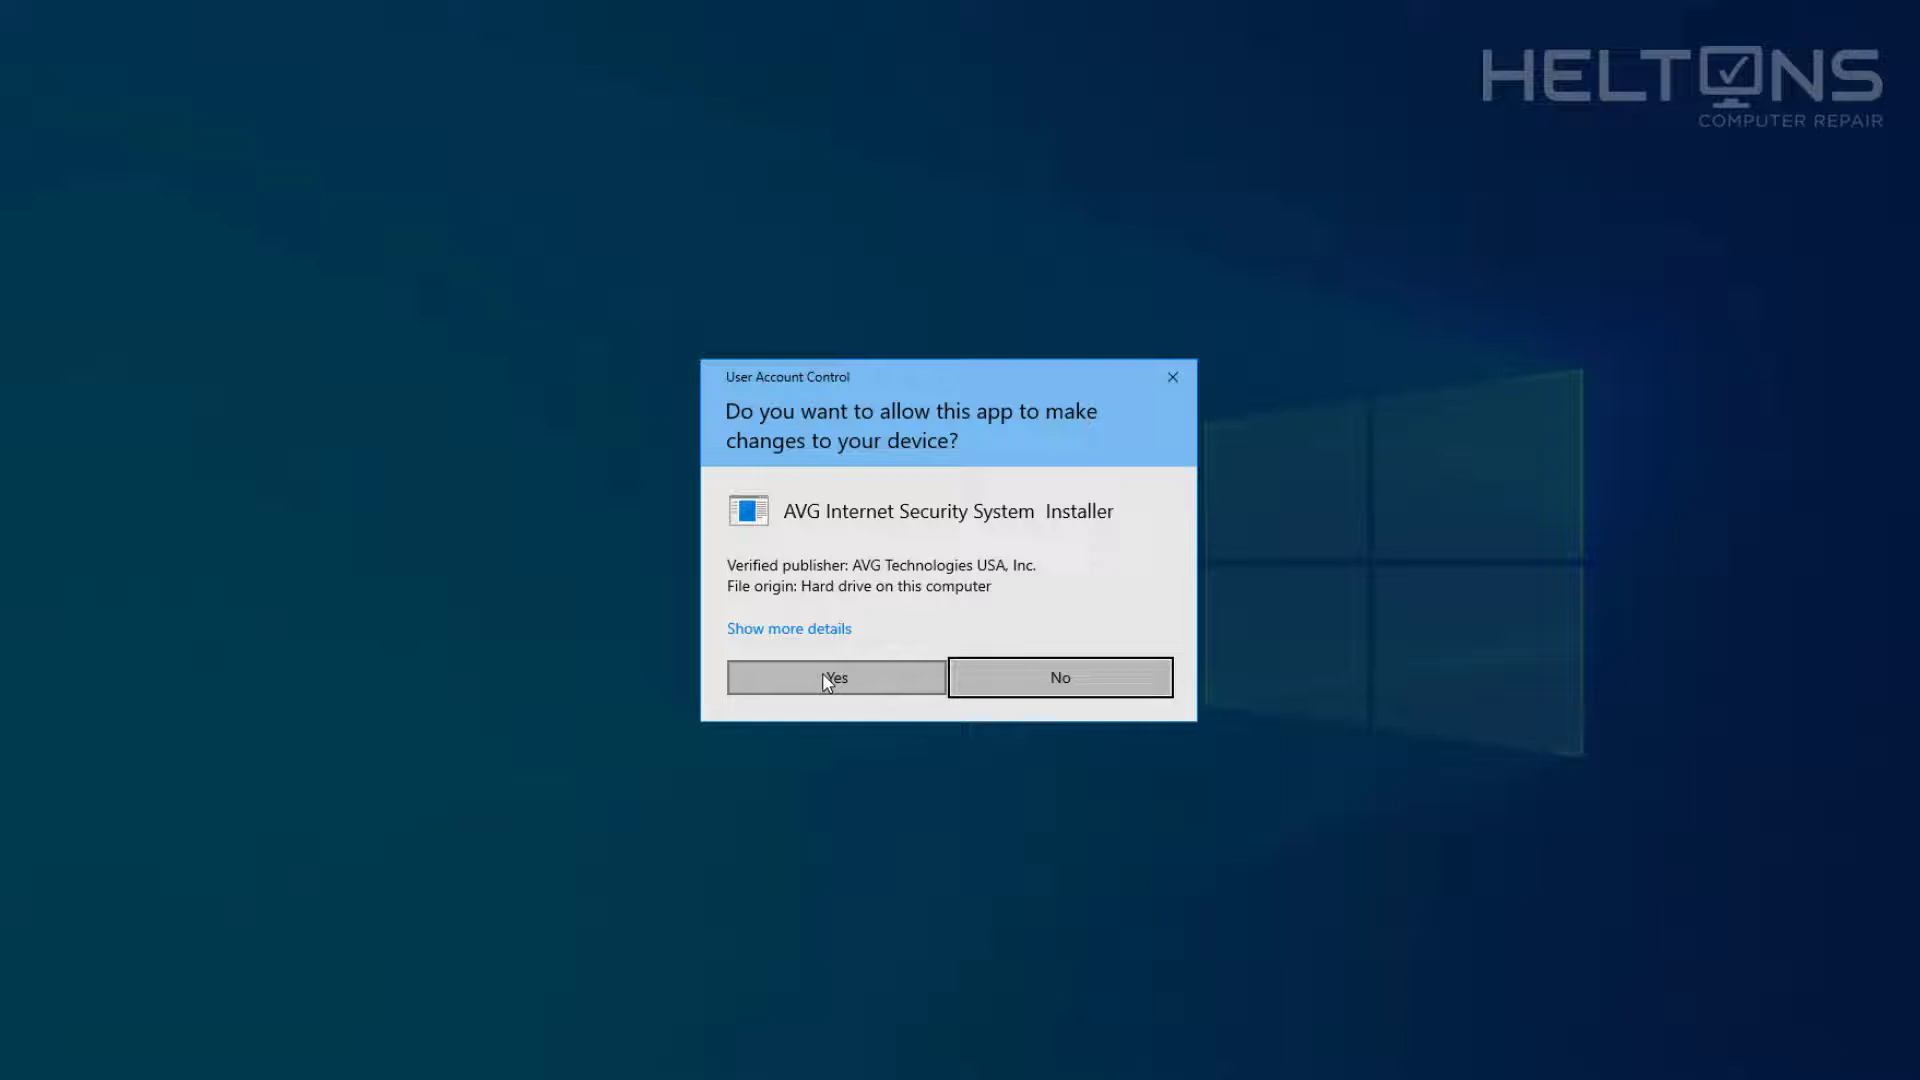 HELTONS
COMPUTER REPAIR
User Account Control
Do you want to allow this app to make
changes to your device?
AVG Internet Security System  Installer
Verified publisher: AVG Technologies USA, Inc.
File origin: Hard drive on this computer
Show more details
Yes
No